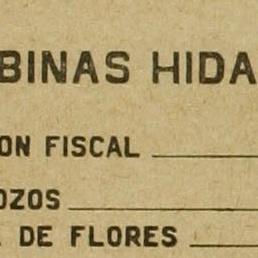 BINAS HIDA
ON FISCAL
OZOS
DE FLORES